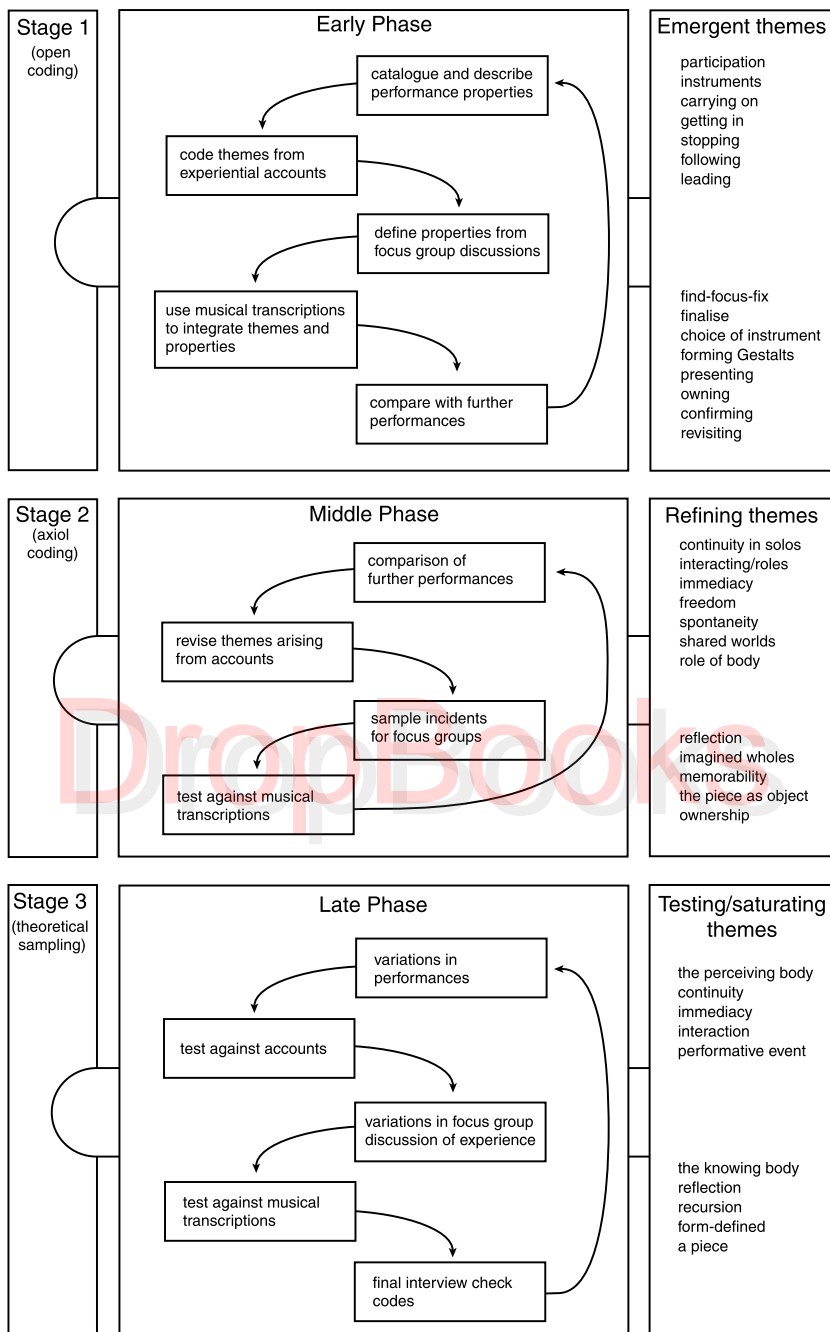 Stage 1
(open
coding)
Early Phase
catalogue and describe
performance properties
code themes from
experiential accounts
define properties from
focus group discussions
use musical transcriptions
to integrate themes and
properties
compare with further
performances
Emergent themes
participation
instruments
carrying on
getting in
stopping
following
leading
find-focus-fix
finalise
choice of instrument
forming Gestalts
presenting
owning
confirming
revisiting
Stage 2
(axiol
coding)
Middle Phase
comparison of
further performances
revise themes arising
from accounts
sample incidents
for focus groups
test against musical
transcriptions
Refining themes
continuity in solos
interacting/roles
immediacy
freedom
spontaneity
shared worlds
role of body
reflection
imagined wholes
memorability
the piece as object
ownership
DropBooks
Stage 3
(theoretical
sampling)
Late Phase
variations in
performances
test against accounts
variations in focus group
discussion of experience
test against musical
transcriptions
final interview check
codes
Testing/saturating
themes
the perceiving body
continuity
immediacy
interaction
performative event
the knowing body
reflection
recursion
form-defined
a piece